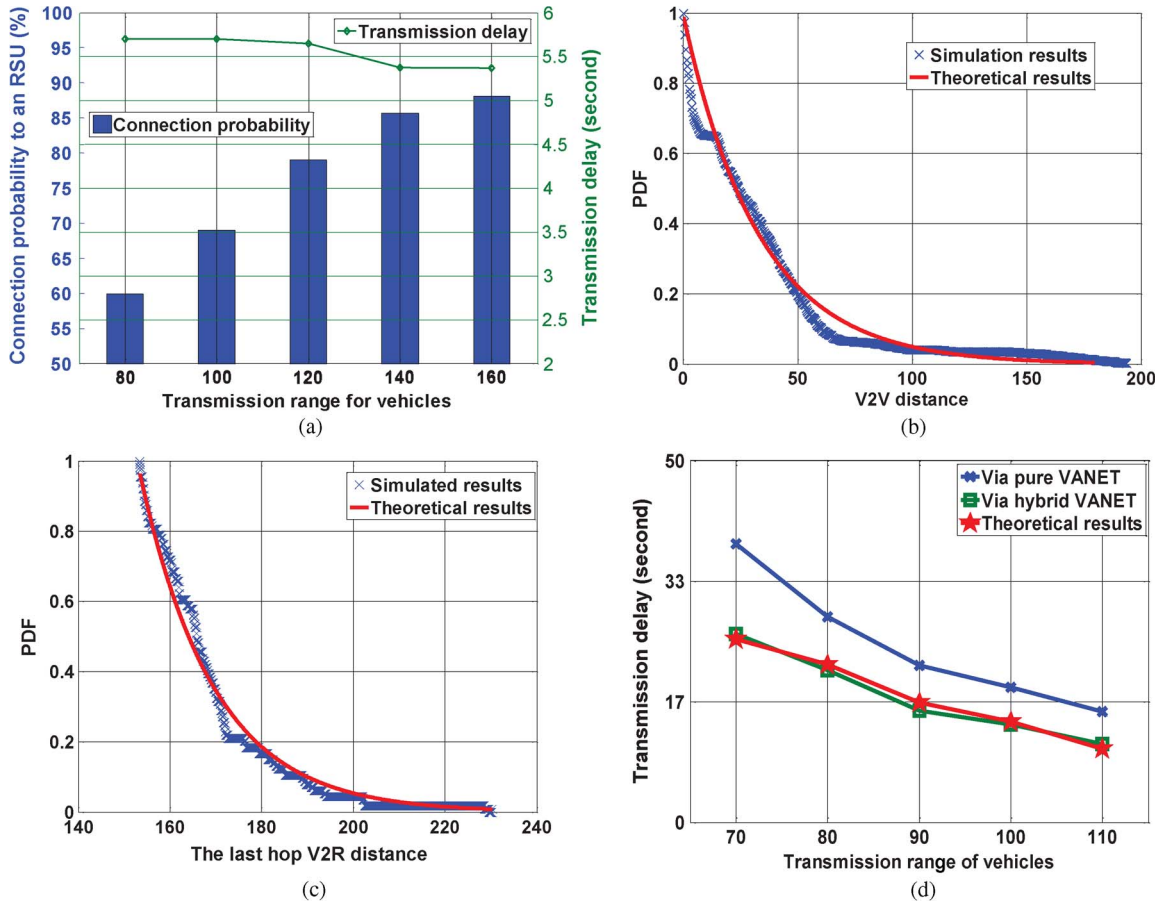 Connection probability to an RSU (%)
100
95
90
85
80
75
70
65
60
55
50
Transmission delay
Connection probability
6
5.5
5
4.5
4
3.5
3
2.5
2
Transmission delay (second)
80 100 120 140 160
Transmission range for vehicles
(a)
PDF
1
0.8
0.6
0.4
0.2
0
Simulation results
Theoretical results
0 50 100 150 200
V2V distance
(b)
PDF
1
0.8
0.6
0.4
0.2
0
Simulated results
Theoretical results
140 160 180 200 220 240
The last hop V2R distance
(c)
Transmission delay (second)
50
33
17
0
Via pure VANET
Via hybrid VANET
Theoretical results
70 80 90 100 110
Transmission range of vehicles
(d)